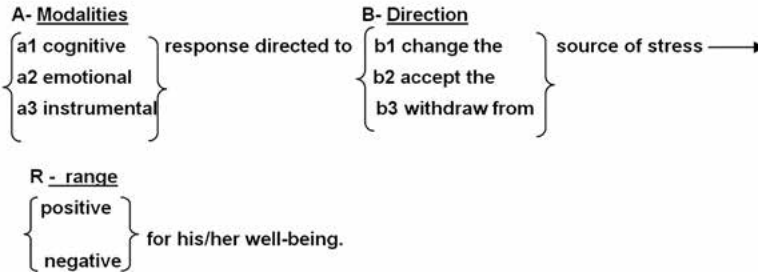 A- Modalities B- Direction
a1 cognitive response directed to b1 change the source of stress
a2 emotional b2 accept the
a3 instrumental b3 withdraw from
R - range
positive
for his/her well-being.
negative